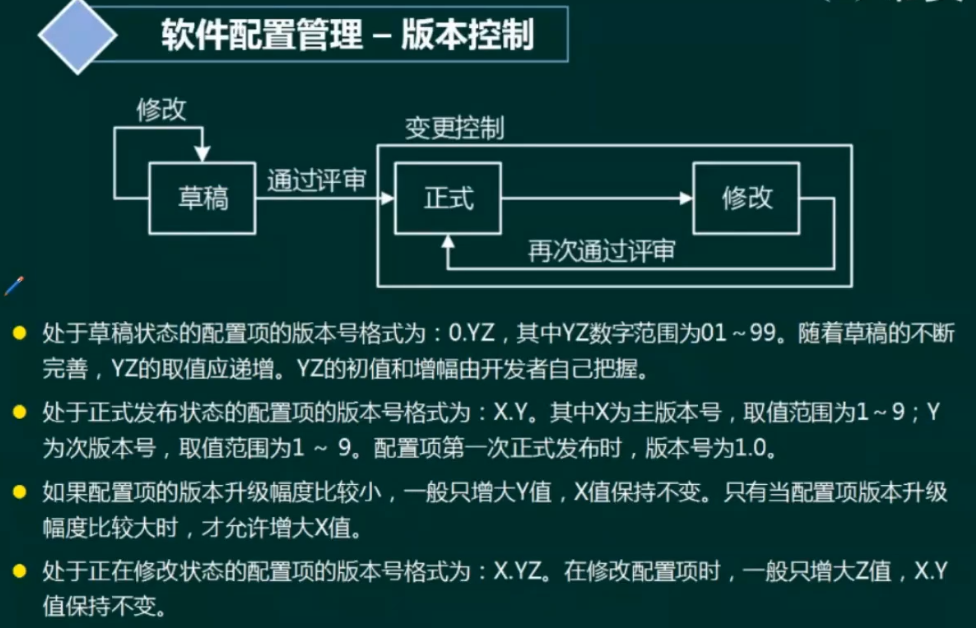 软件配置管理 – 版本控制
修改
变更控制
草稿
通过评审
正式
修改
再次通过评审
处于草稿状态的配置项的版本号格式为：0.YZ，其中YZ数字范围为01～99。随着草稿的不断
完善，YZ的取值应递增。YZ的初值和增幅由开发者自己把握。
处于正式发布状态的配置项的版本号格式为：X.Y。其中X为主版本号，取值范围为1～9；Y
为次版本号，取值范围为1 ～ 9。配置项第一次正式发布时，版本号为1.0。
如果配置项的版本升级幅度比较小，一般只增大Y值，X值保持不变。只有当配置项版本升级
幅度比较大时，才允许增大X值。
处于正在修改状态的配置项的版本号格式为：X.YZ。在修改配置项时，一般只增大Z值，X.Y
值保持不变。